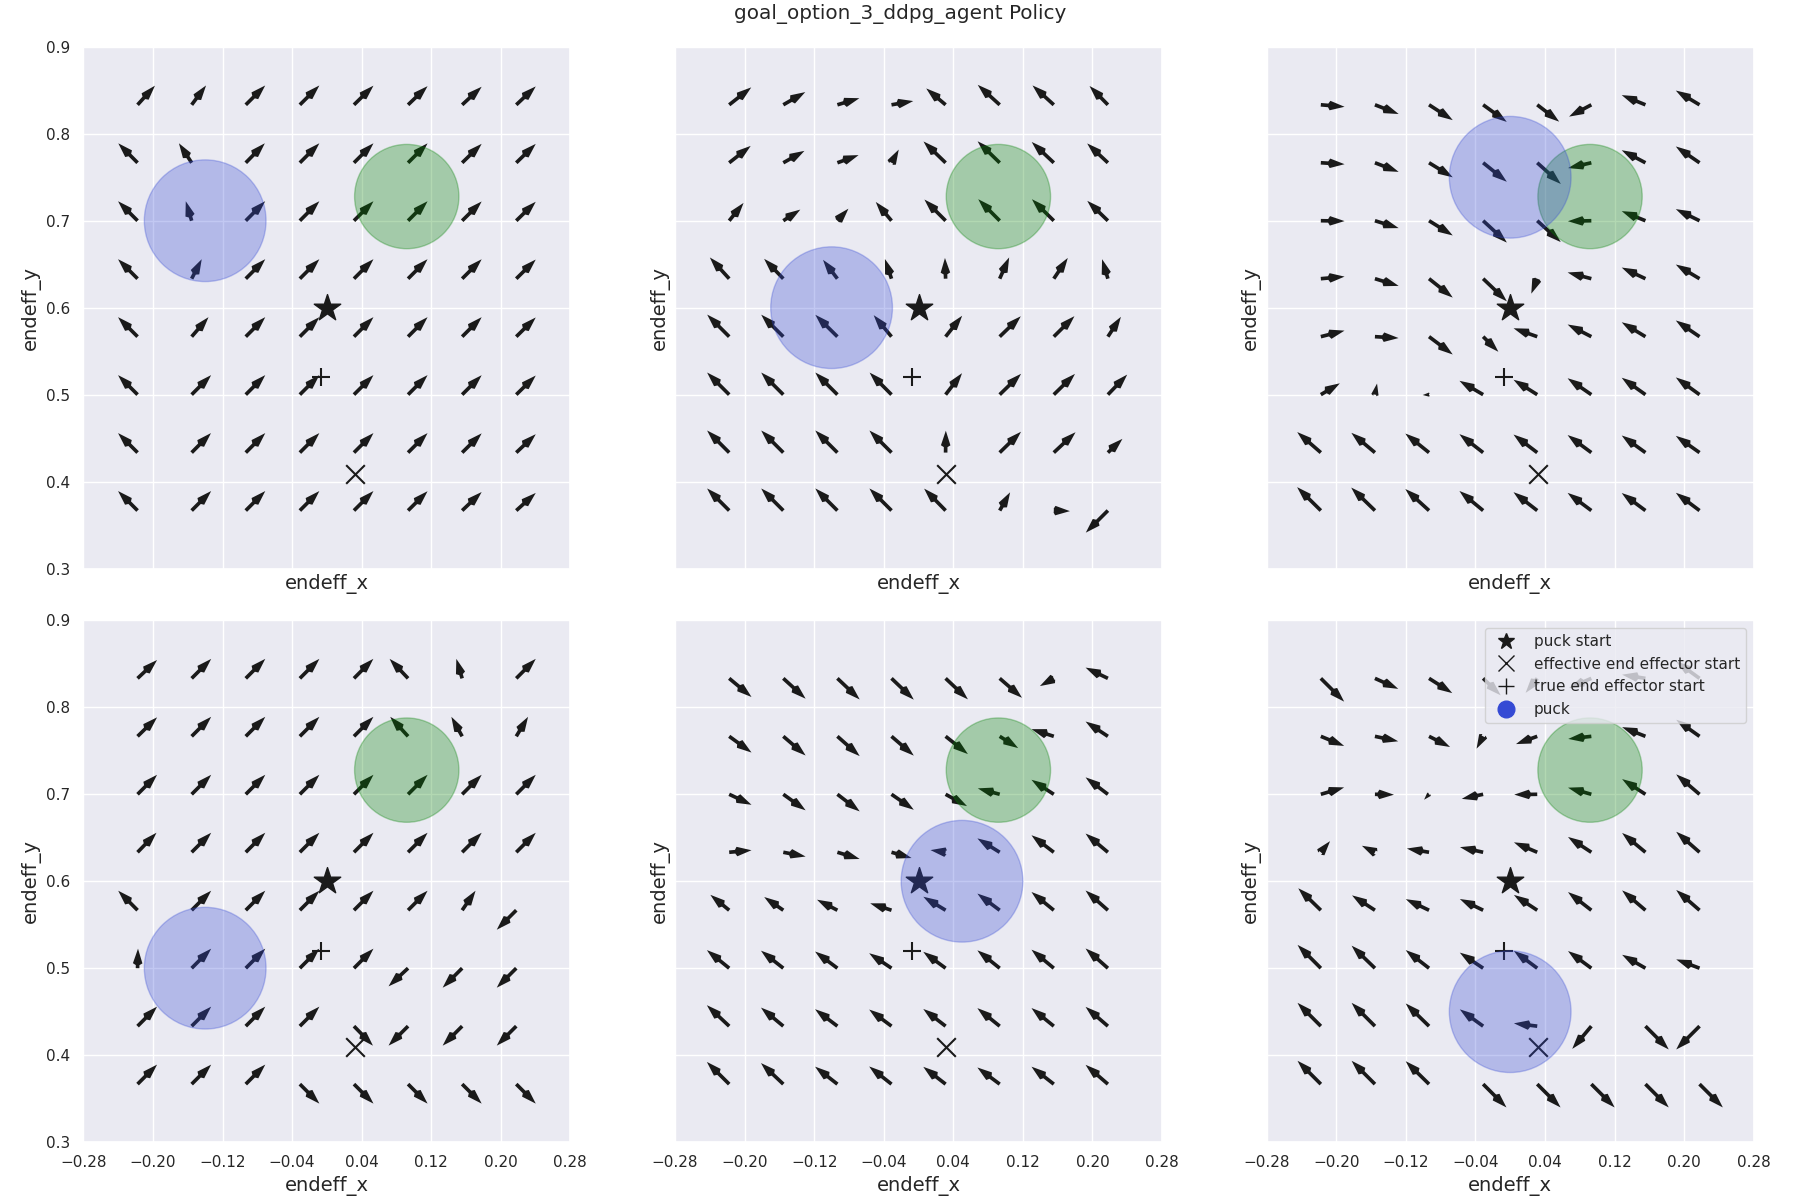 goal_option_3_ddpg_agent Policy
0.9
0.8
0.7
0.6
0.5
0.4
0.3
endeff_y
endeff_x
endeff_y
endeff_x
endeff_y
endeff_x
0.9
0.8
0.7
0.6
0.5
0.4
0.3
endeff_y
−0.28 −0.20 −0.12 −0.04 0.04 0.12 0.20 0.28
endeff_x
endeff_y
−0.28 −0.20 −0.12 −0.04 0.04 0.12 0.20 0.28
endeff_x
puck start
effective end effector start
true end effector start
puck
endeff_y
−0.28 −0.20 −0.12 −0.04 0.04 0.12 0.20 0.28
endeff_x